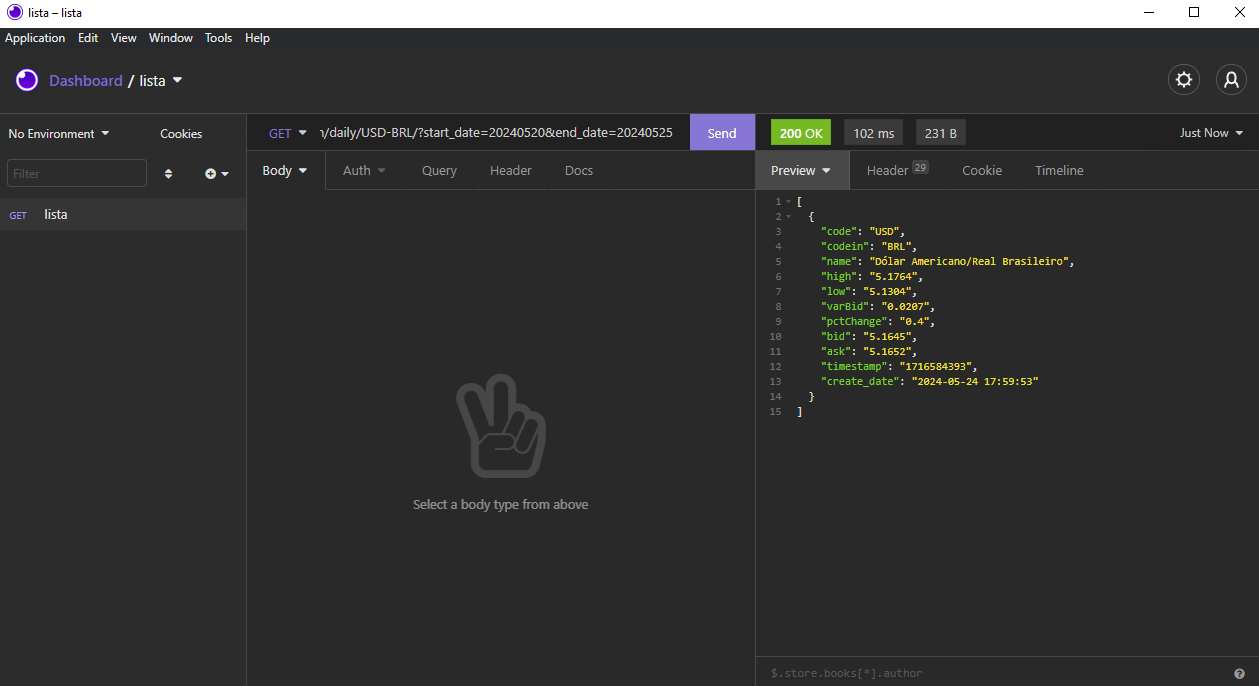 lista – lista
Application Edit View Window Tools Help
Dashboard / lista
No Environment Cookies
Filter
GET lista
GET n/daily/USD-BRL/?start_date=20240520&end_date=20240525 Send
Body Auth Query Header Docs
Select a body type from above
200 OK 102 ms 231 B Just Now
Preview Header 29 Cookie Timeline
1 [
2 {
3 "code": "USD",
4 "codein": "BRL",
5 "name": "Dólar Americano/Real Brasileiro",
6 "high": "5.1764",
7 "low": "5.1304",
8 "varBid": "0.0207",
9 "pctChange": "0.4",
10 "bid": "5.1645",
11 "ask": "5.1652",
12 "timestamp": "1716584393",
13 "create_date": "2024-05-24 17:59:53"
14 }
15 ]
$.store.books[*].author